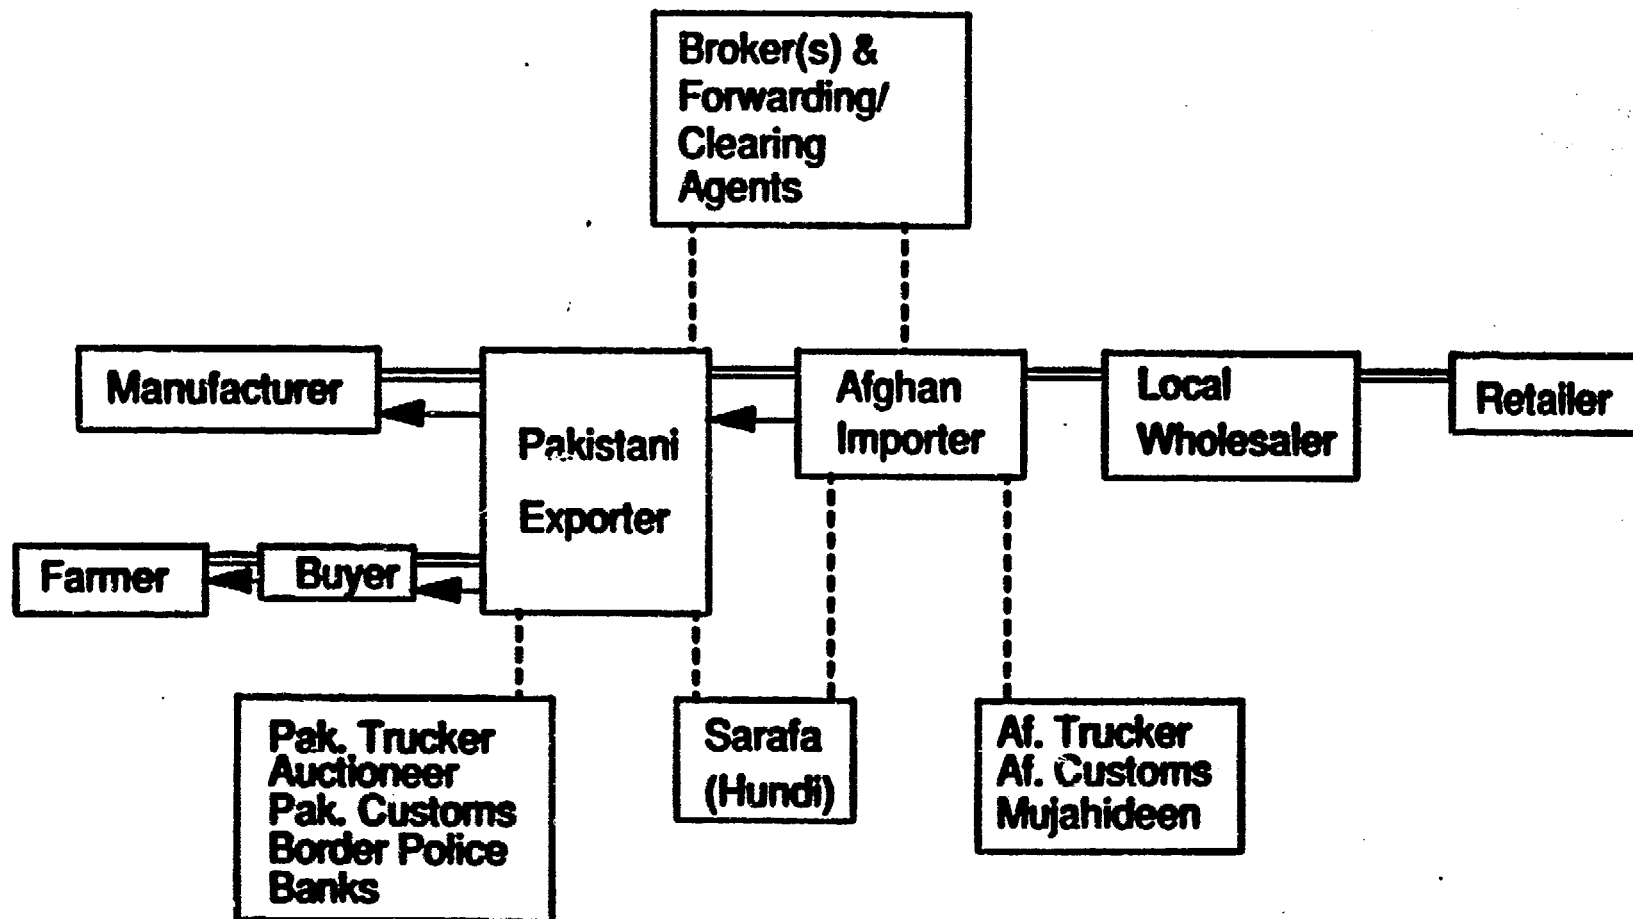 Broker(s) &
Forwarding/
Clearing
Agents
Manufacturer
Pakistani
Exporter
Afghan
Importer
Local
Wholesaler
Retailer
Farmer
Buyer
Pak. Trucker
Auctioneer
Pak. Customs
Border Police
Banks
Sarafa
(Hundi)
Af. Trucker
Af. Customs
Mujahideen